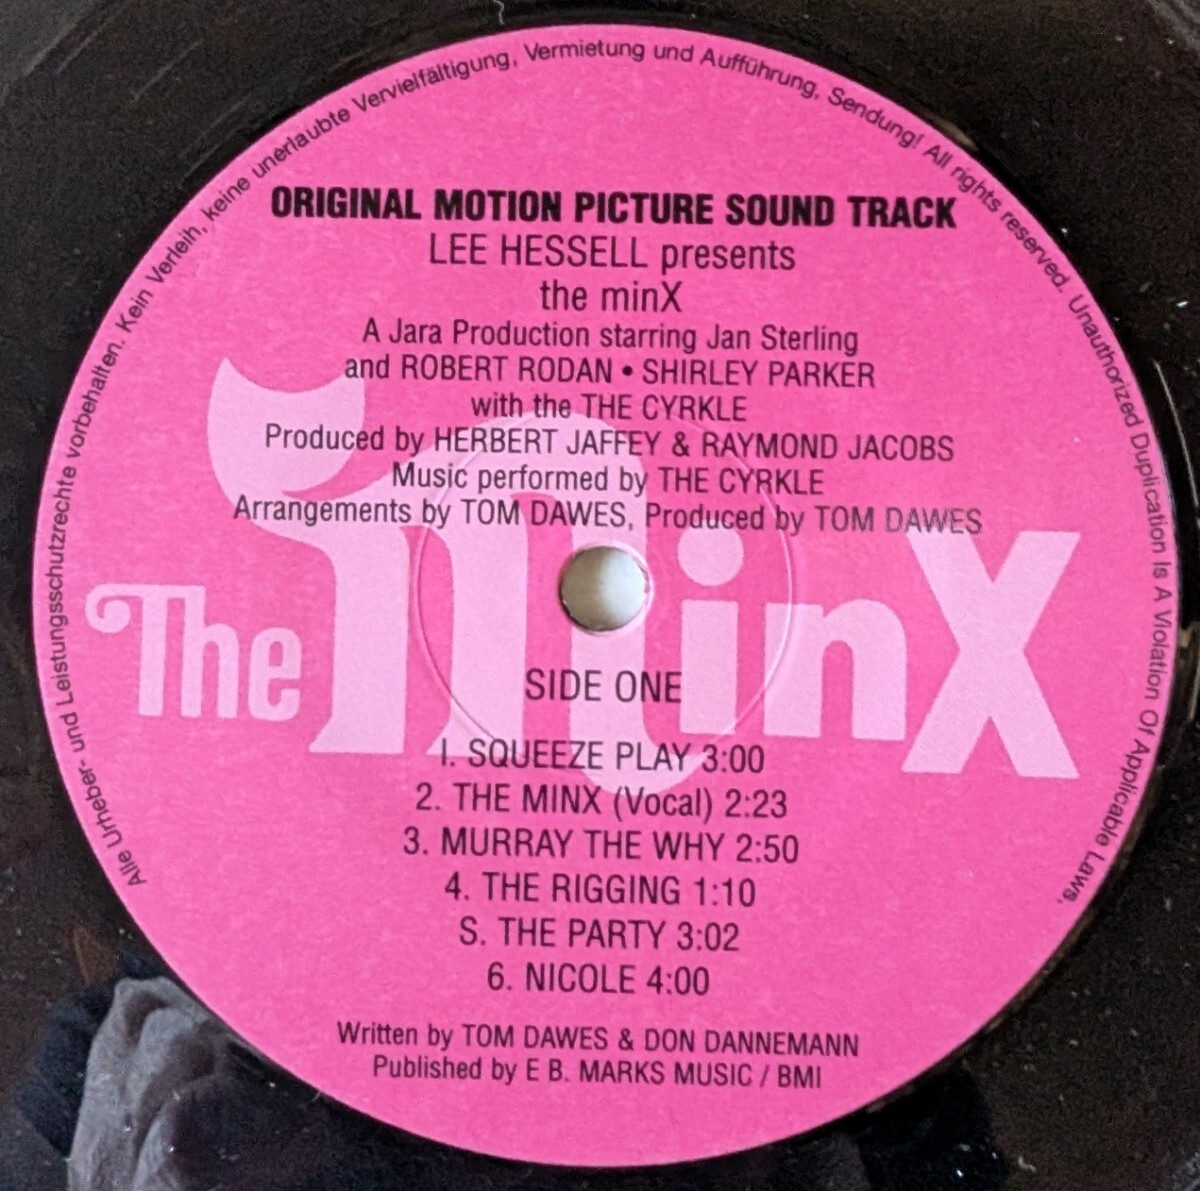 Alle Urheber- und Leistungsschutzrechte vorbehalten. Kein Verleih, keine unerlaubte Vervielfältigung, Vermietung und Aufführung, Sendung! All rights reserved. Unauthorized Duplication Is A Violation Of Applicable Laws.
ORIGINAL MOTION PICTURE SOUND TRACK
LEE HESSELL presents
the minX
A Jara Production starring Jan Sterling
and ROBERT RODAN • SHIRLEY PARKER
with the THE CYRKLE
Produced by HERBERT JAFFEY & RAYMOND JACOBS
Music performed by THE CYRKLE
Arrangements by TOM DAWES, Produced by TOM DAWES
The minX
SIDE ONE
1. SQUEEZE PLAY 3:00
2. THE MINX (Vocal) 2:23
3. MURRAY THE WHY 2:50
4. THE RIGGING 1:10
S. THE PARTY 3:02
6. NICOLE 4:00
Written by TOM DAWES & DON DANNEMANN
Published by E B. MARKS MUSIC / BMI